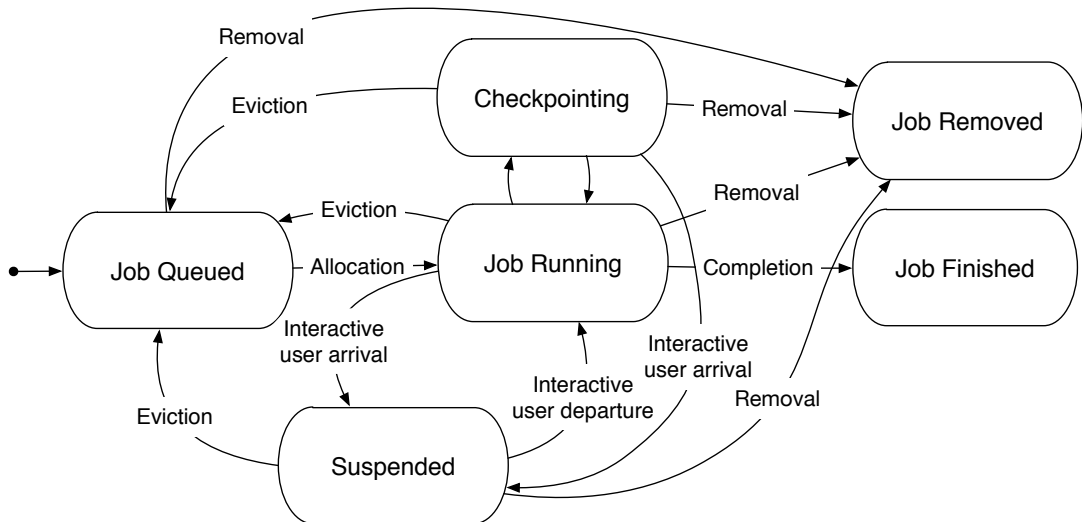 Removal
Checkpointing
Eviction
Removal
Job Removed
Removal
Eviction
Job Queued
Allocation
Job Running
Completion
Job Finished
Interactive
user arrival
Interactive
user arrival
Interactive
user departure
Removal
Eviction
Suspended